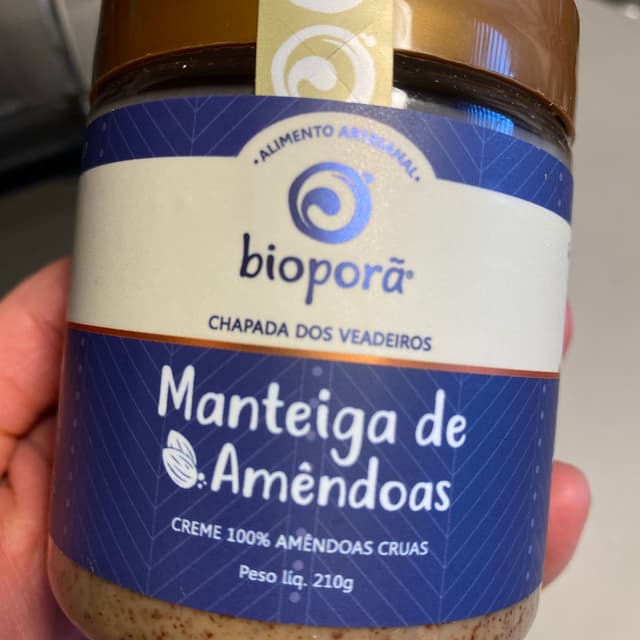 •ALIMENTO ARTESANAL•
bioporã®
CHAPADA DOS VEADEIROS
Manteiga de
Amêndoas
CREME 100% AMÊNDOAS CRUAS
Peso líq. 210g